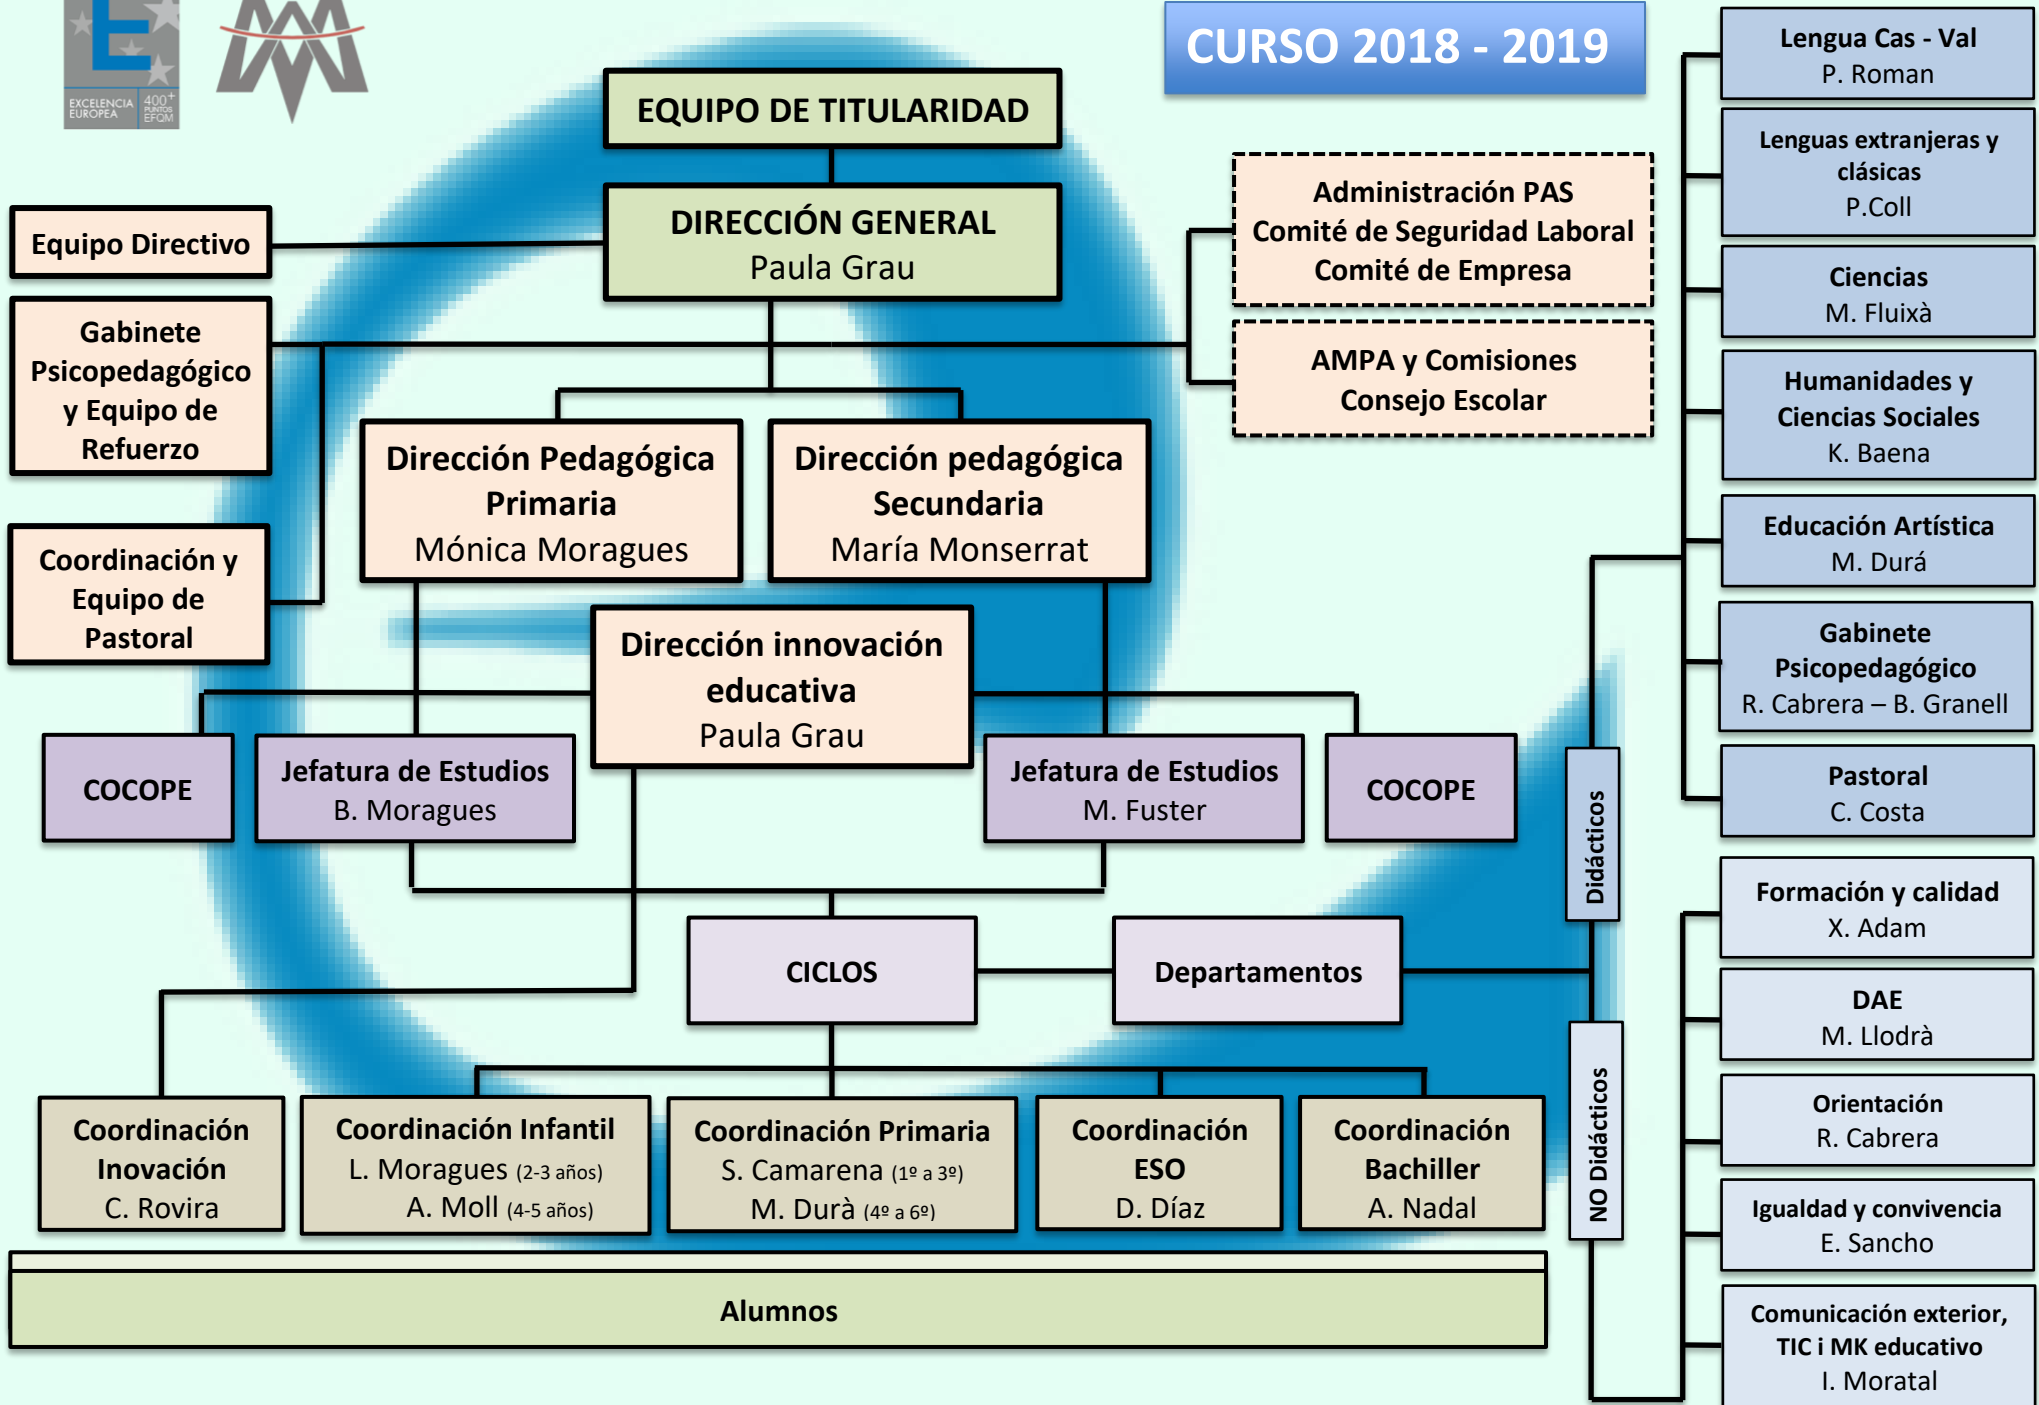 E
EXCELENCIA
EUROPEA
400+
PUNTOS
EFQM
CURSO 2018 - 2019
EQUIPO DE TITULARIDAD
DIRECCIÓN GENERAL
Paula Grau
Equipo Directivo
Gabinete
Psicopedagógico
y Equipo de
Refuerzo
Coordinación y
Equipo de
Pastoral
Administración PAS
Comité de Seguridad Laboral
Comité de Empresa
AMPA y Comisiones
Consejo Escolar
Dirección Pedagógica
Primaria
Mónica Moragues
Dirección pedagógica
Secundaria
María Monserrat
Dirección innovación
educativa
Paula Grau
COCOPE
Jefatura de Estudios
B. Moragues
Jefatura de Estudios
M. Fuster
COCOPE
CICLOS
Departamentos
Coordinación
Inovación
C. Rovira
Coordinación Infantil
L. Moragues (2-3 años)
A. Moll (4-5 años)
Coordinación Primaria
S. Camarena (1º a 3º)
M. Durà (4º a 6º)
Coordinación
ESO
D. Díaz
Coordinación
Bachiller
A. Nadal
Alumnos
Didácticos
NO Didácticos
Lengua Cas - Val
P. Roman
Lenguas extranjeras y
clásicas
P.Coll
Ciencias
M. Fluixà
Humanidades y
Ciencias Sociales
K. Baena
Educación Artística
M. Durá
Gabinete
Psicopedagógico
R. Cabrera – B. Granell
Pastoral
C. Costa
Formación y calidad
X. Adam
DAE
M. Llodrà
Orientación
R. Cabrera
Igualdad y convivencia
E. Sancho
Comunicación exterior,
TIC i MK educativo
I. Moratal